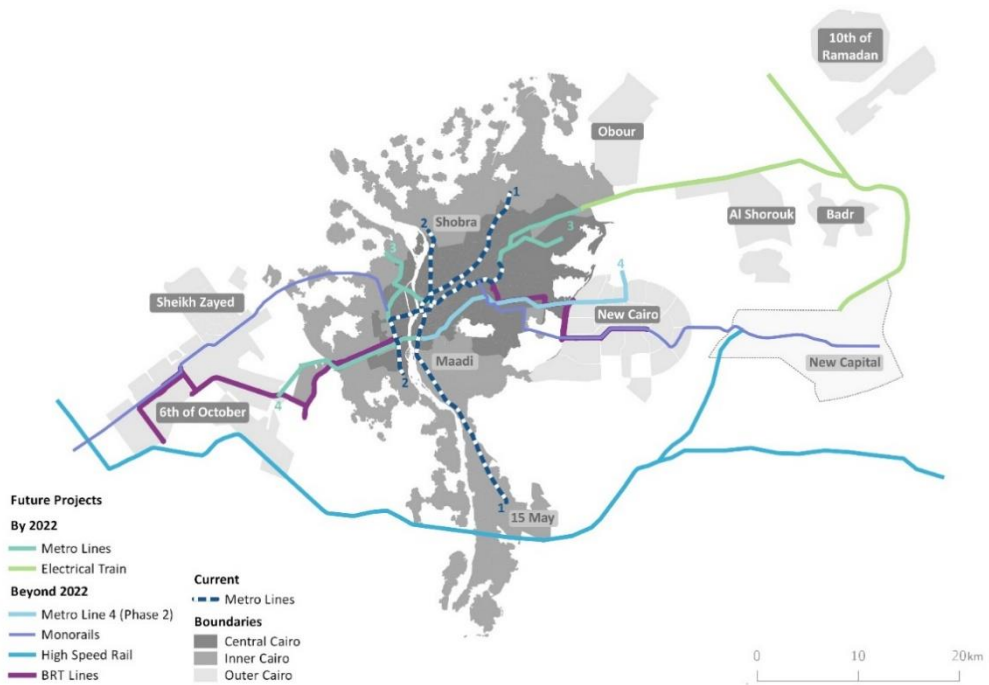 10th of
Ramadan
Obour
1
2
Shobra
3
3
Al Shorouk
Badr
4
Sheikh Zayed
New Cairo
Maadi
New Capital
2
4
6th of October
1
15 May
Future Projects
By 2022
Metro Lines
Electrical Train
Beyond 2022
Metro Line 4 (Phase 2)
Monorails
High Speed Rail
BRT Lines
Current
Metro Lines
Boundaries
Central Cairo
Inner Cairo
Outer Cairo
0 10 20km